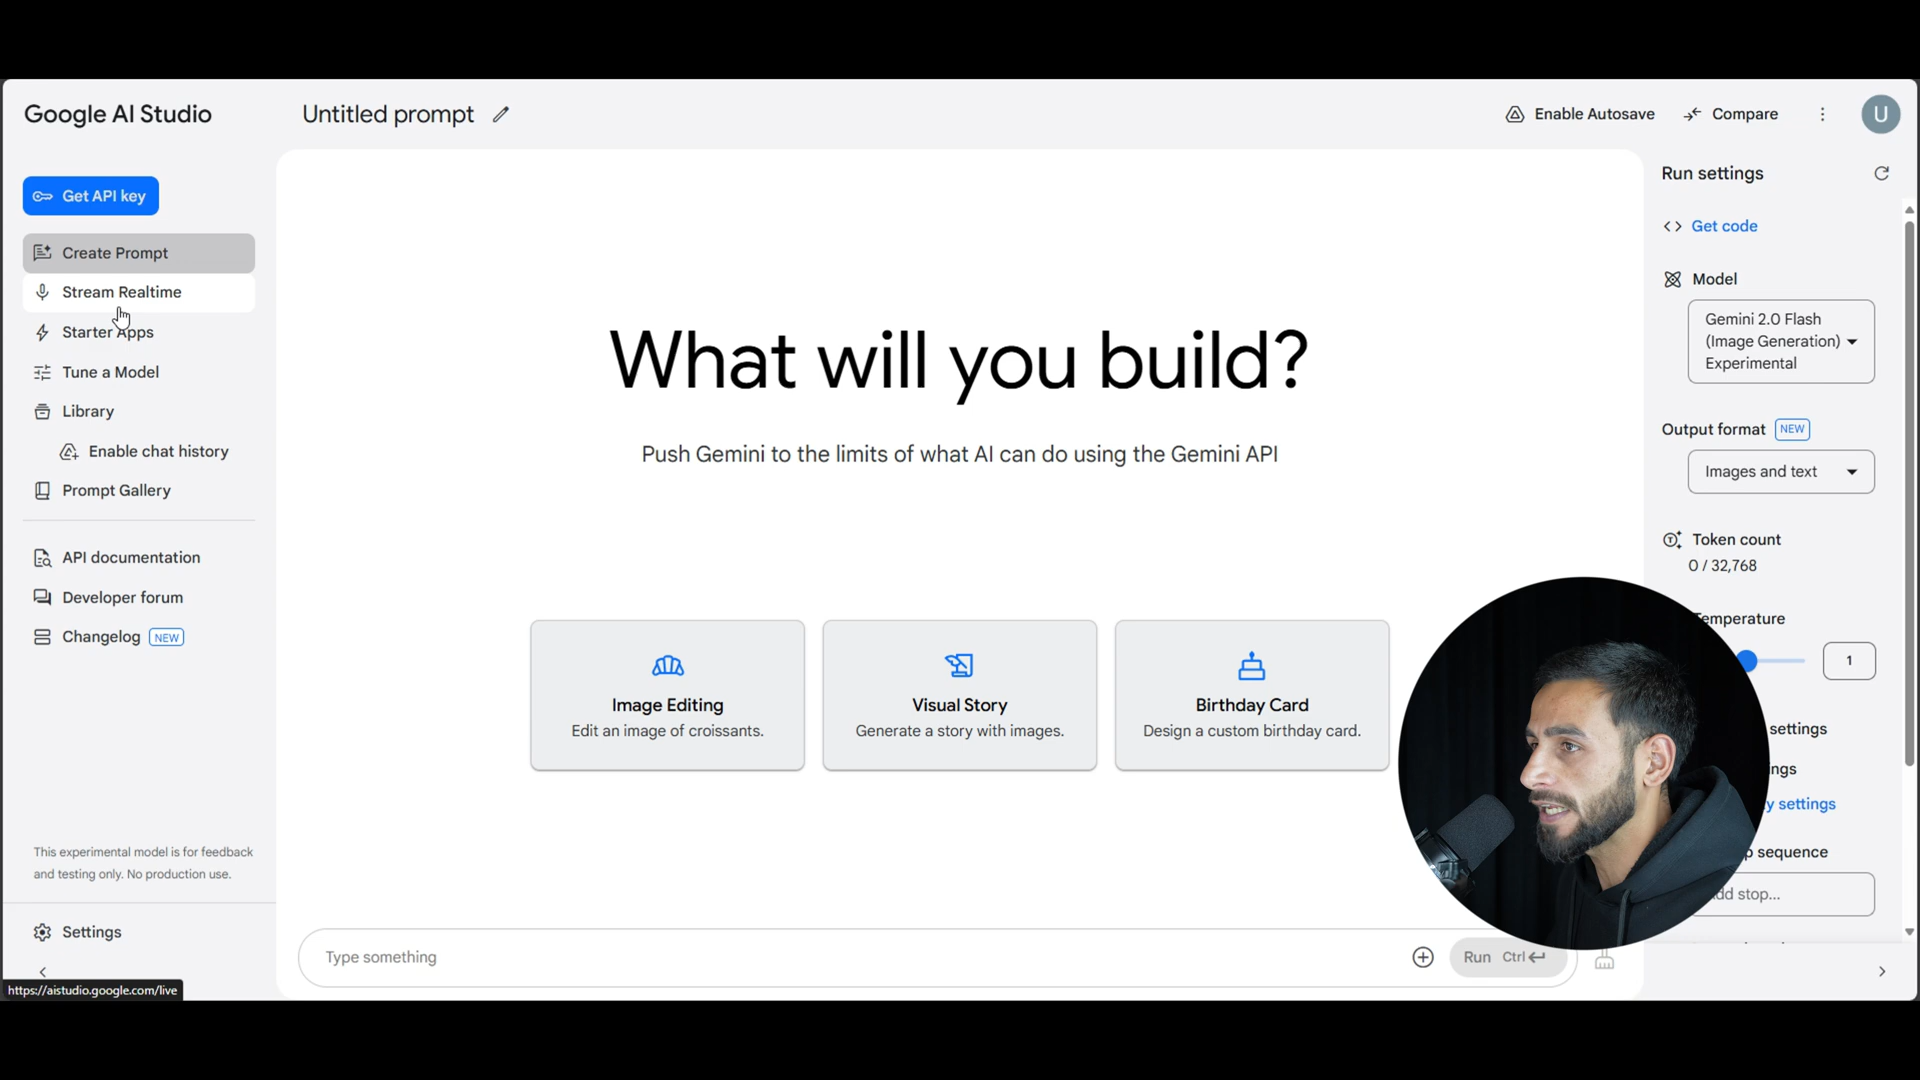 Google AI Studio
Untitled prompt
Enable Autosave
Compare
U
Get API key
Create Prompt
Stream Realtime
Starter Apps
Tune a Model
Library
Enable chat history
Prompt Gallery
API documentation
Developer forum
Changelog NEW
This experimental model is for feedback
and testing only. No production use.
Settings
https://aistudio.google.com/live
What will you build?
Push Gemini to the limits of what AI can do using the Gemini API
Image Editing
Edit an image of croissants.
Visual Story
Generate a story with images.
Birthday Card
Design a custom birthday card.
Type something
Run Ctrl
Run settings
<> Get code
Model
Gemini 2.0 Flash
(Image Generation)
Experimental
Output format NEW
Images and text
Token count
0 / 32,768
emperature
1
settings
ngs
y settings
sequence
dd stop...